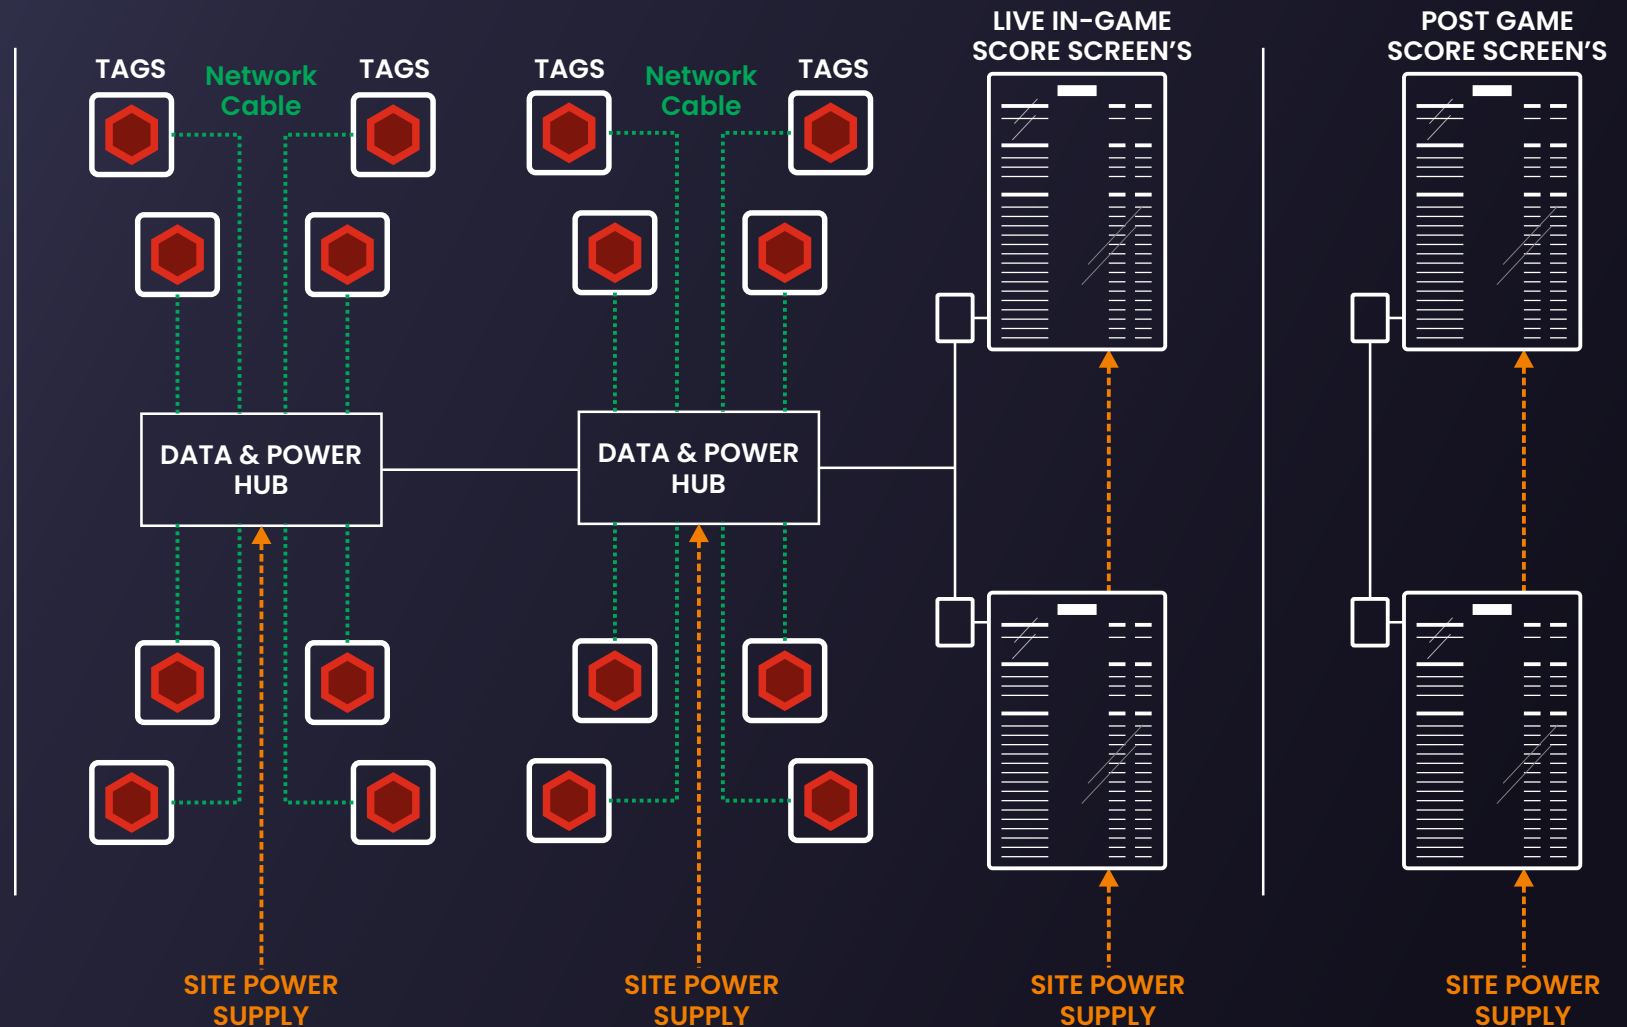 LIVE IN-GAME
SCORE SCREEN'S
POST GAME
SCORE SCREEN'S
TAGS
Network
Cable
TAGS
TAGS
Network
Cable
TAGS
DATA & POWER
HUB
DATA & POWER
HUB
SITE POWER
SUPPLY
SITE POWER
SUPPLY
SITE POWER
SUPPLY
SITE POWER
SUPPLY